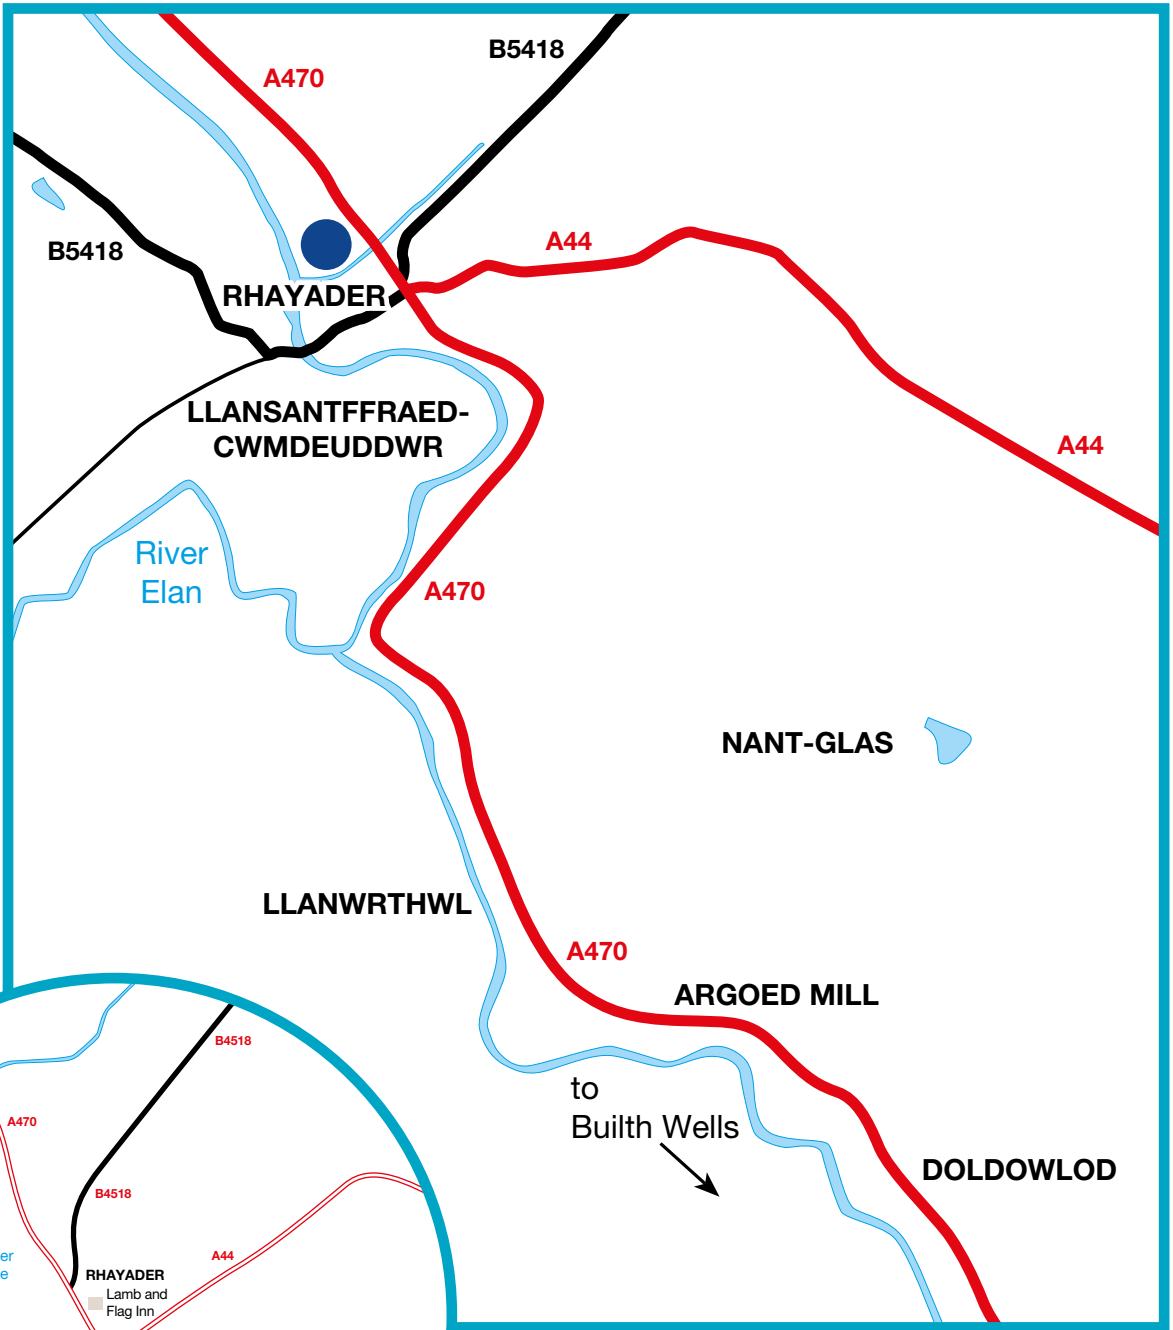 B5418
A470
A44
B5418
RHAYADER
LLANSANTFFRAED-
CWMDEUDDWR
A44
River
Elan
A470
NANT-GLAS
LLANWRTHWL
A470
ARGOED MILL
to
Builth Wells
DOLDOWLOD
B4518
A470
B4518
A44
er
e
RHAYADER
Lamb and
Flag Inn